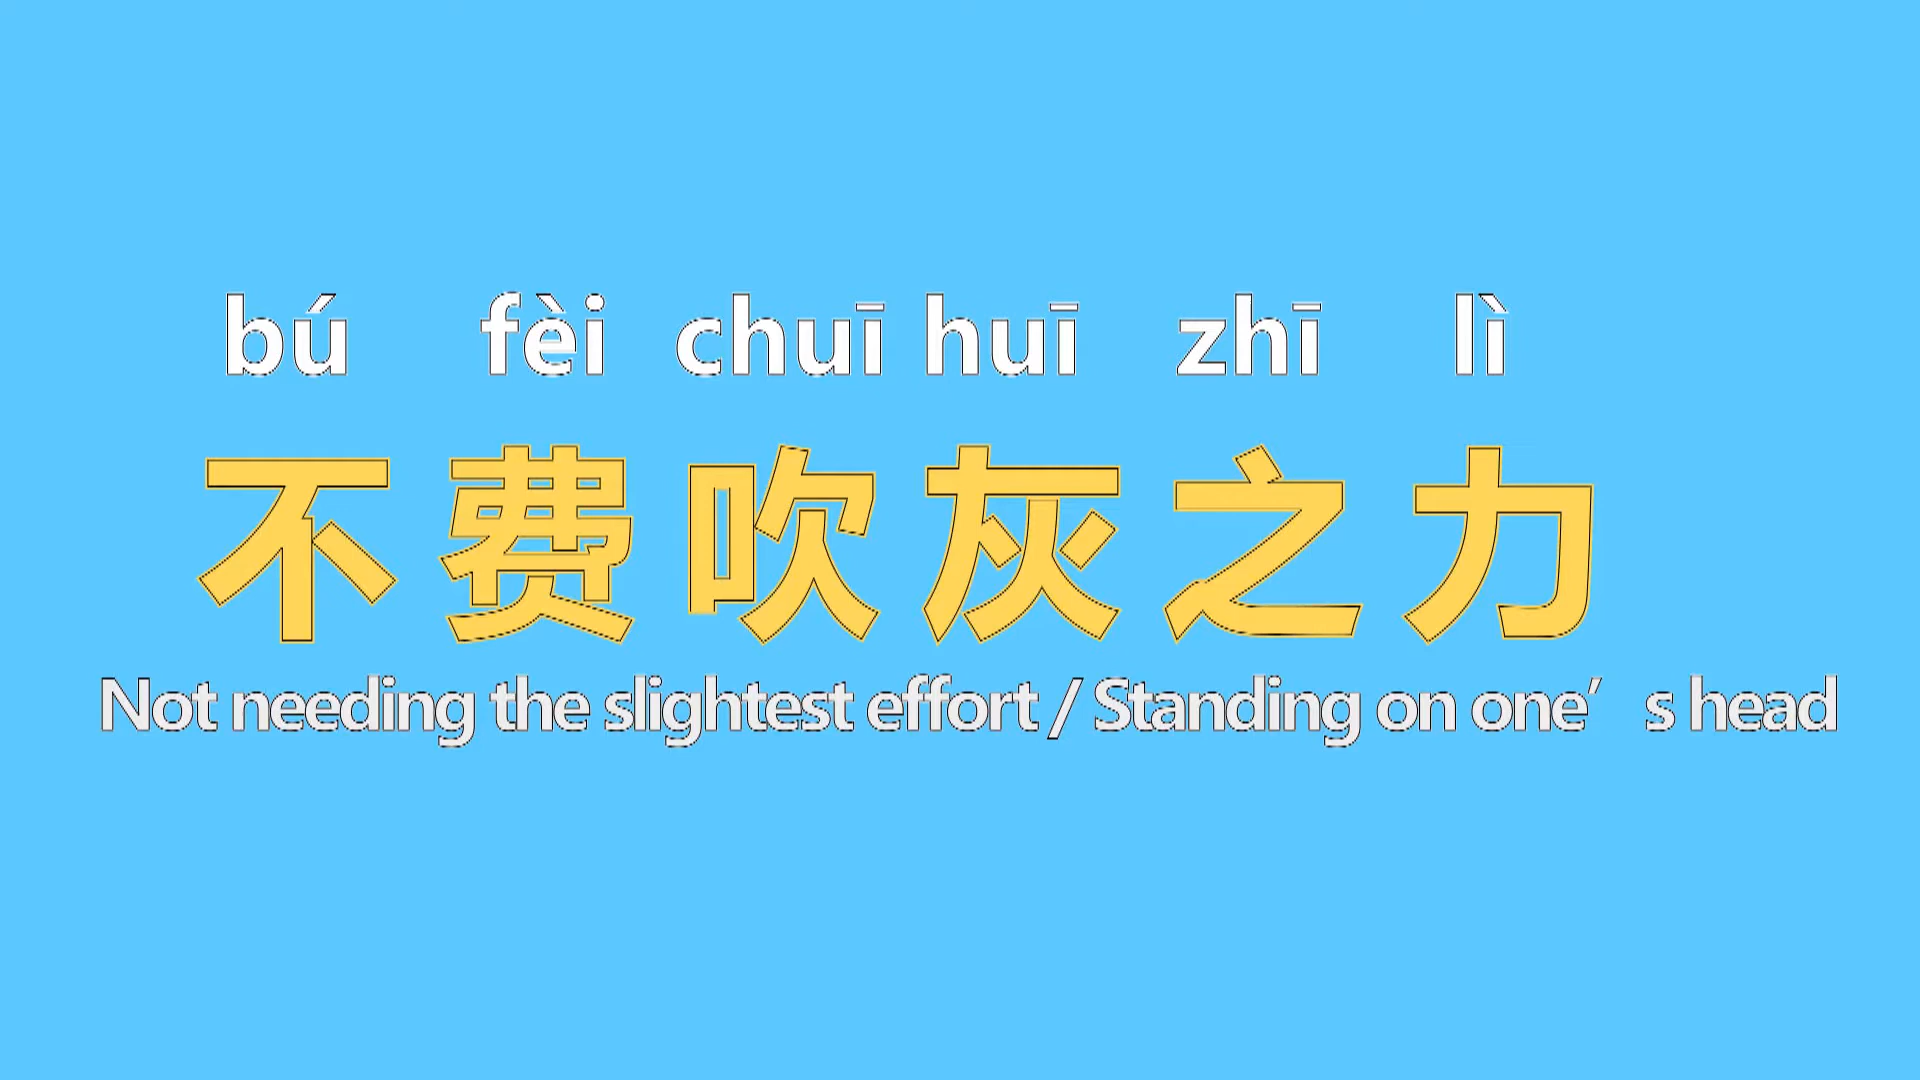 bú fèi chuī huī zhī lì
不费吹灰之力
Not needing the slightest effort / Standing on one’s head